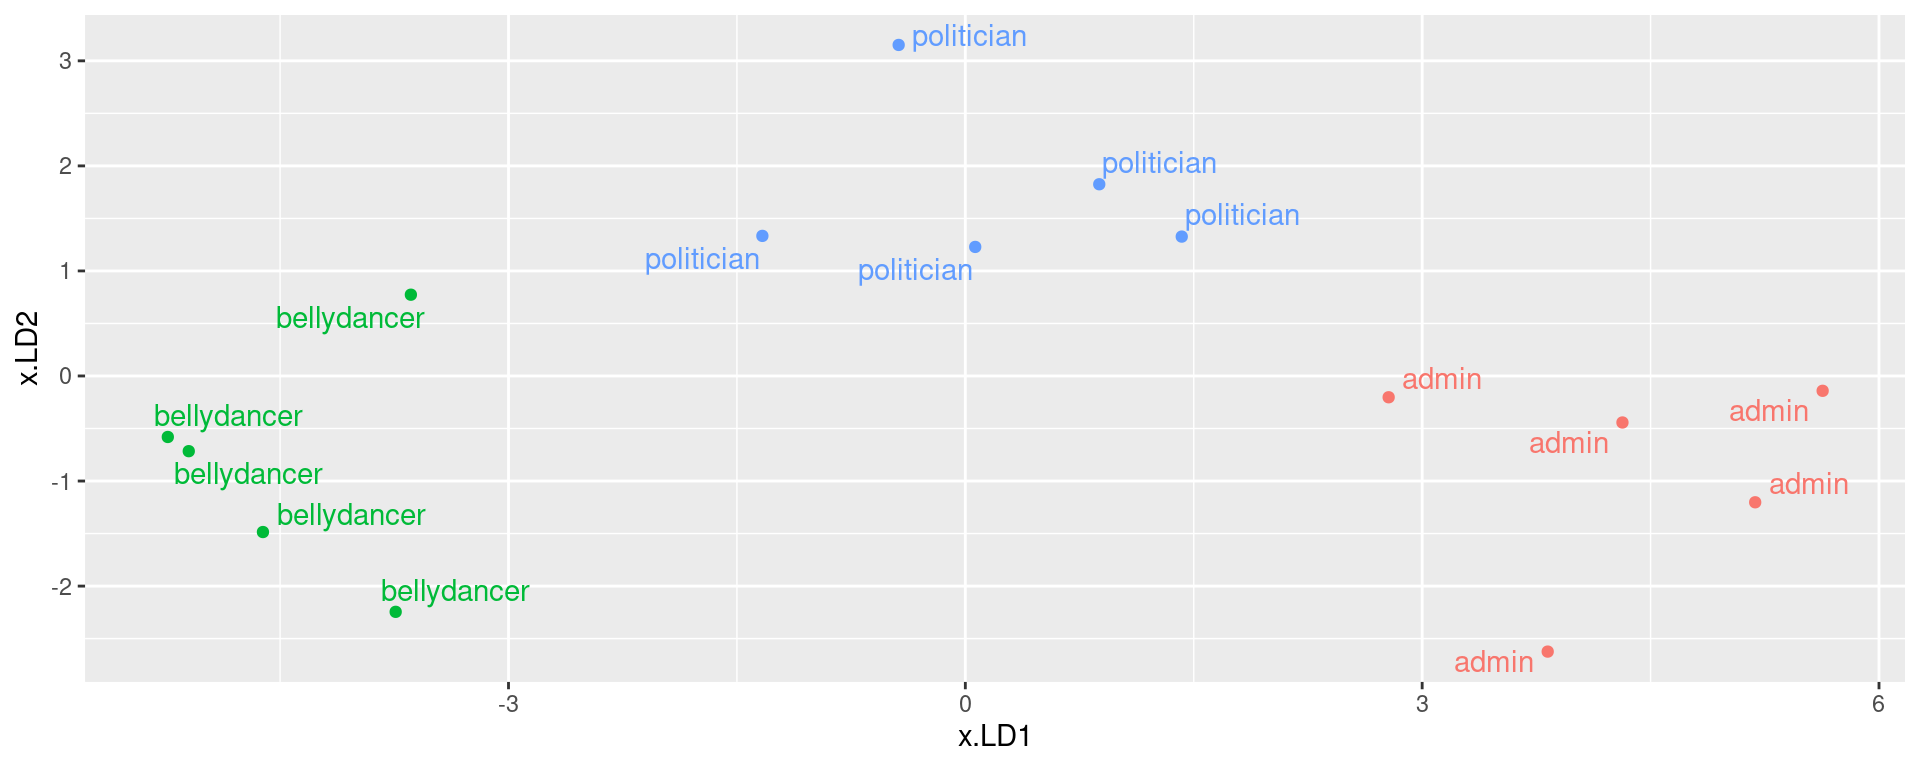 politician
3
politician
2
politician
politician
politician
1
bellydancer
x.LD2
0
admin
admin
bellydancer
admin
bellydancer
-1
admin
bellydancer
bellydancer
-2
admin
-3
0
3
6
x.LD1